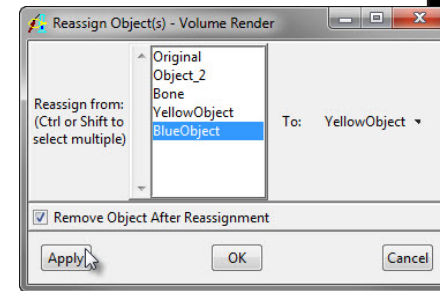 Reassign Object(s) - Volume Render
Original
Object_2
Bone
YellowObject
BlueObject
Reassign from:
(Ctrl or Shift to
select multiple)
To: YellowObject
Remove Object After Reassignment
Apply OK Cancel